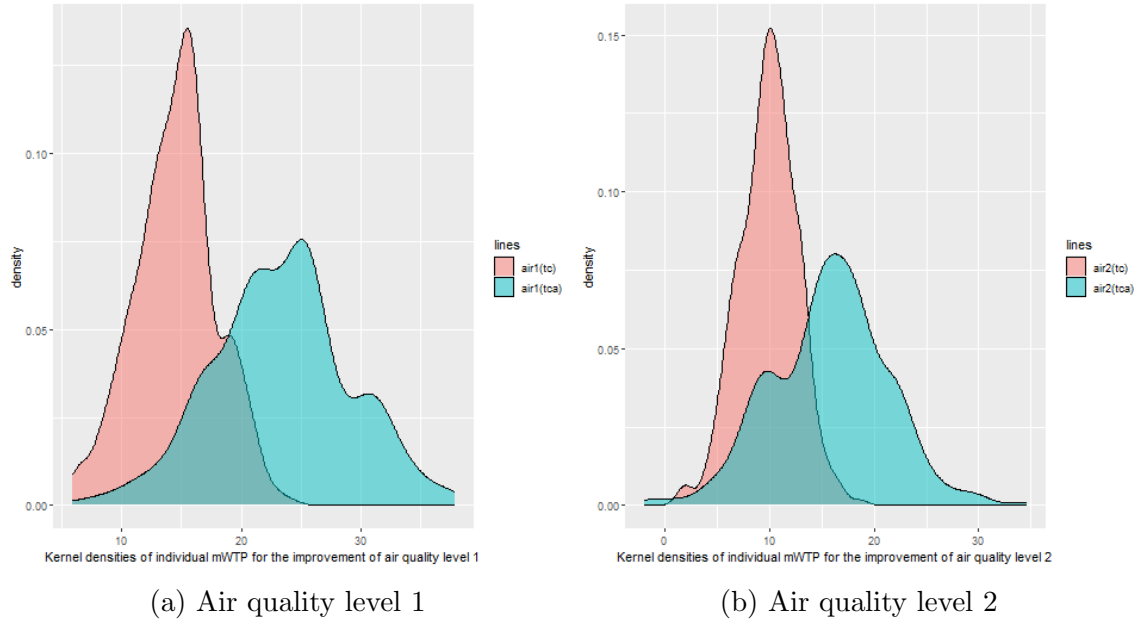 density
0.10
0.05
0.00
10
20
30
Kernel densities of individual mWTP for the improvement of air quality level 1
lines
air1(tc)
air1(tca)
(a) Air quality level 1
density
0.15
0.10
0.05
0.00
0
10
20
30
Kernel densities of individual mWTP for the improvement of air quality level 2
lines
air2(tc)
air2(tca)
(b) Air quality level 2